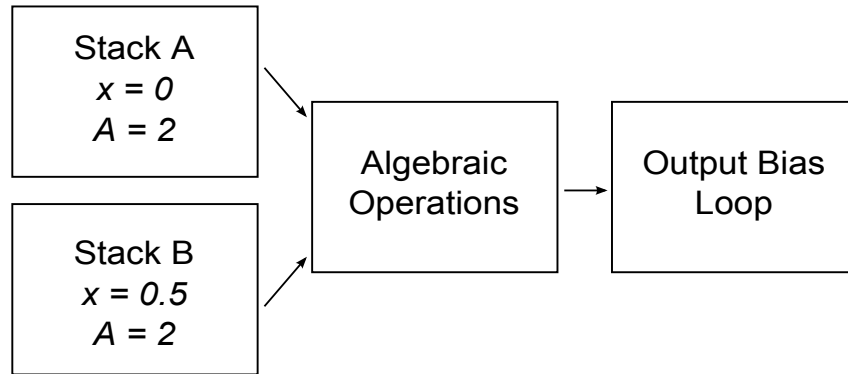 Stack A
x = 0
A = 2
Stack B
x = 0.5
A = 2
Algebraic
Operations
Output Bias
Loop